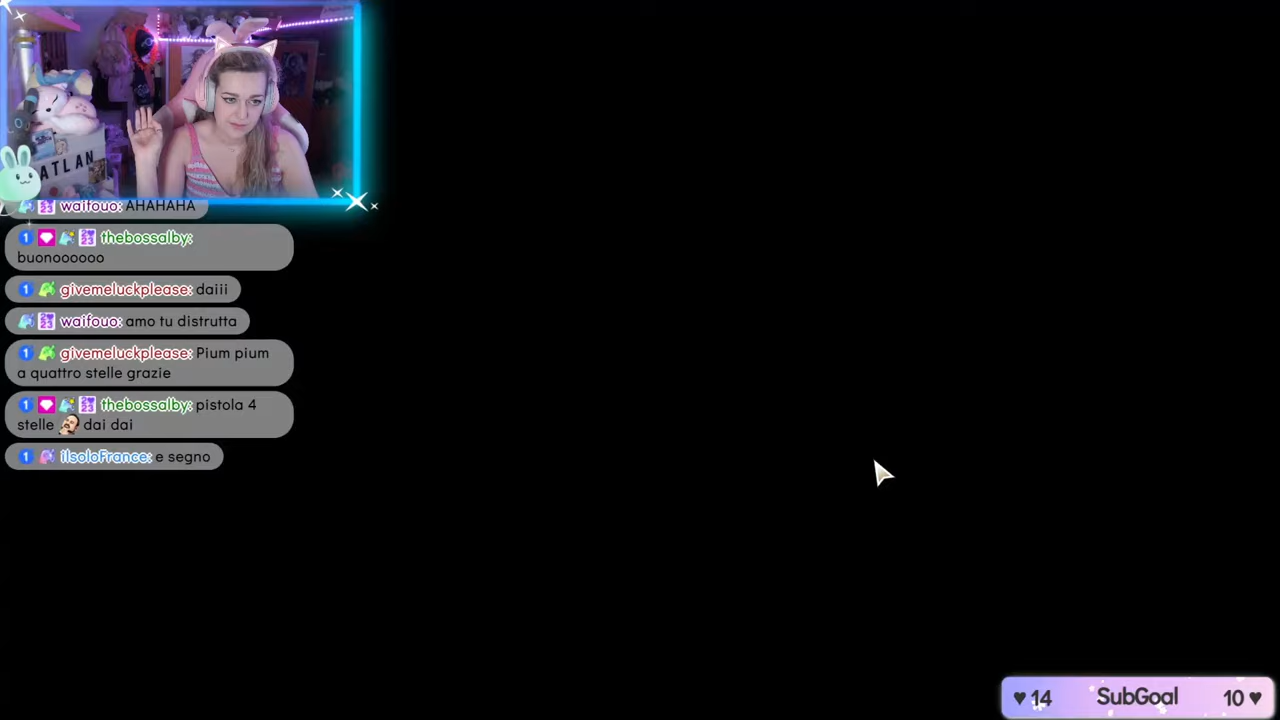 ATLAN
waifouo: AHAHAHA
thebossalby:
buonoooooo
givemeluckplease: daiii
waifouo: amo tu distrutta
givemeluckplease: Pium pium
a quattro stelle grazie
thebossalby: pistola 4
stelle dai dai
ilsoloFrance: e segno
14 SubGoal 10